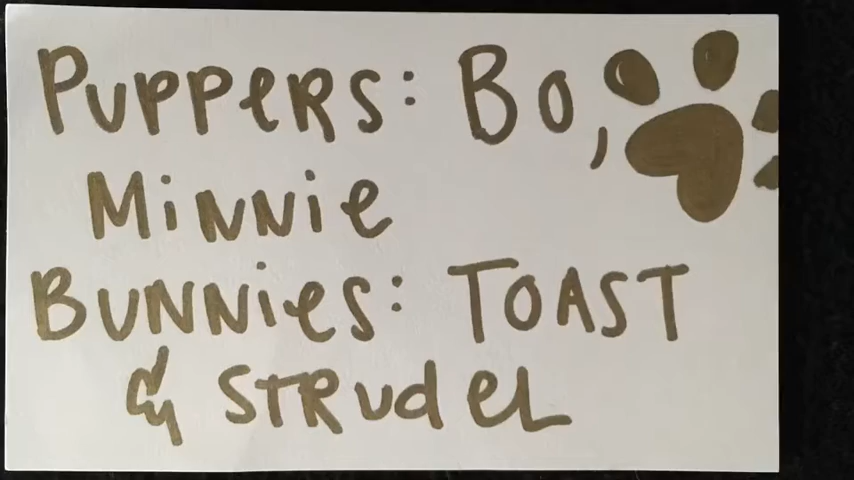 PUPPeRS: BO,
MiNNie
BUNNieS: TOAST
& STRUdeL